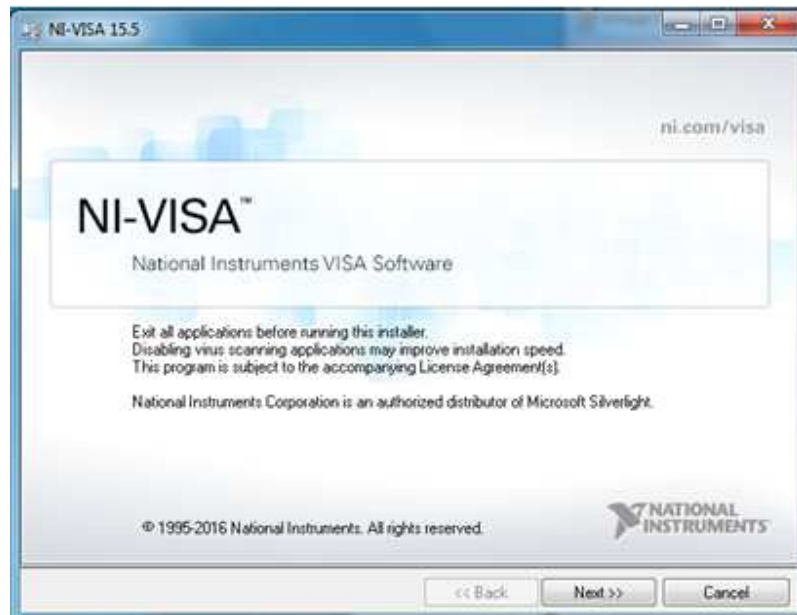 NI-VISA 15.5
ni.com/visa
NI-VISA™
National Instruments VISA Software
Exit all applications before running this installer.
Disabling virus scanning applications may improve installation speed.
This program is subject to the accompanying License Agreement(s).
National Instruments Corporation is an authorized distributor of Microsoft Silverlight.
© 1995-2016 National Instruments. All rights reserved.
NATIONAL
INSTRUMENTS
<< Back
Next >>
Cancel